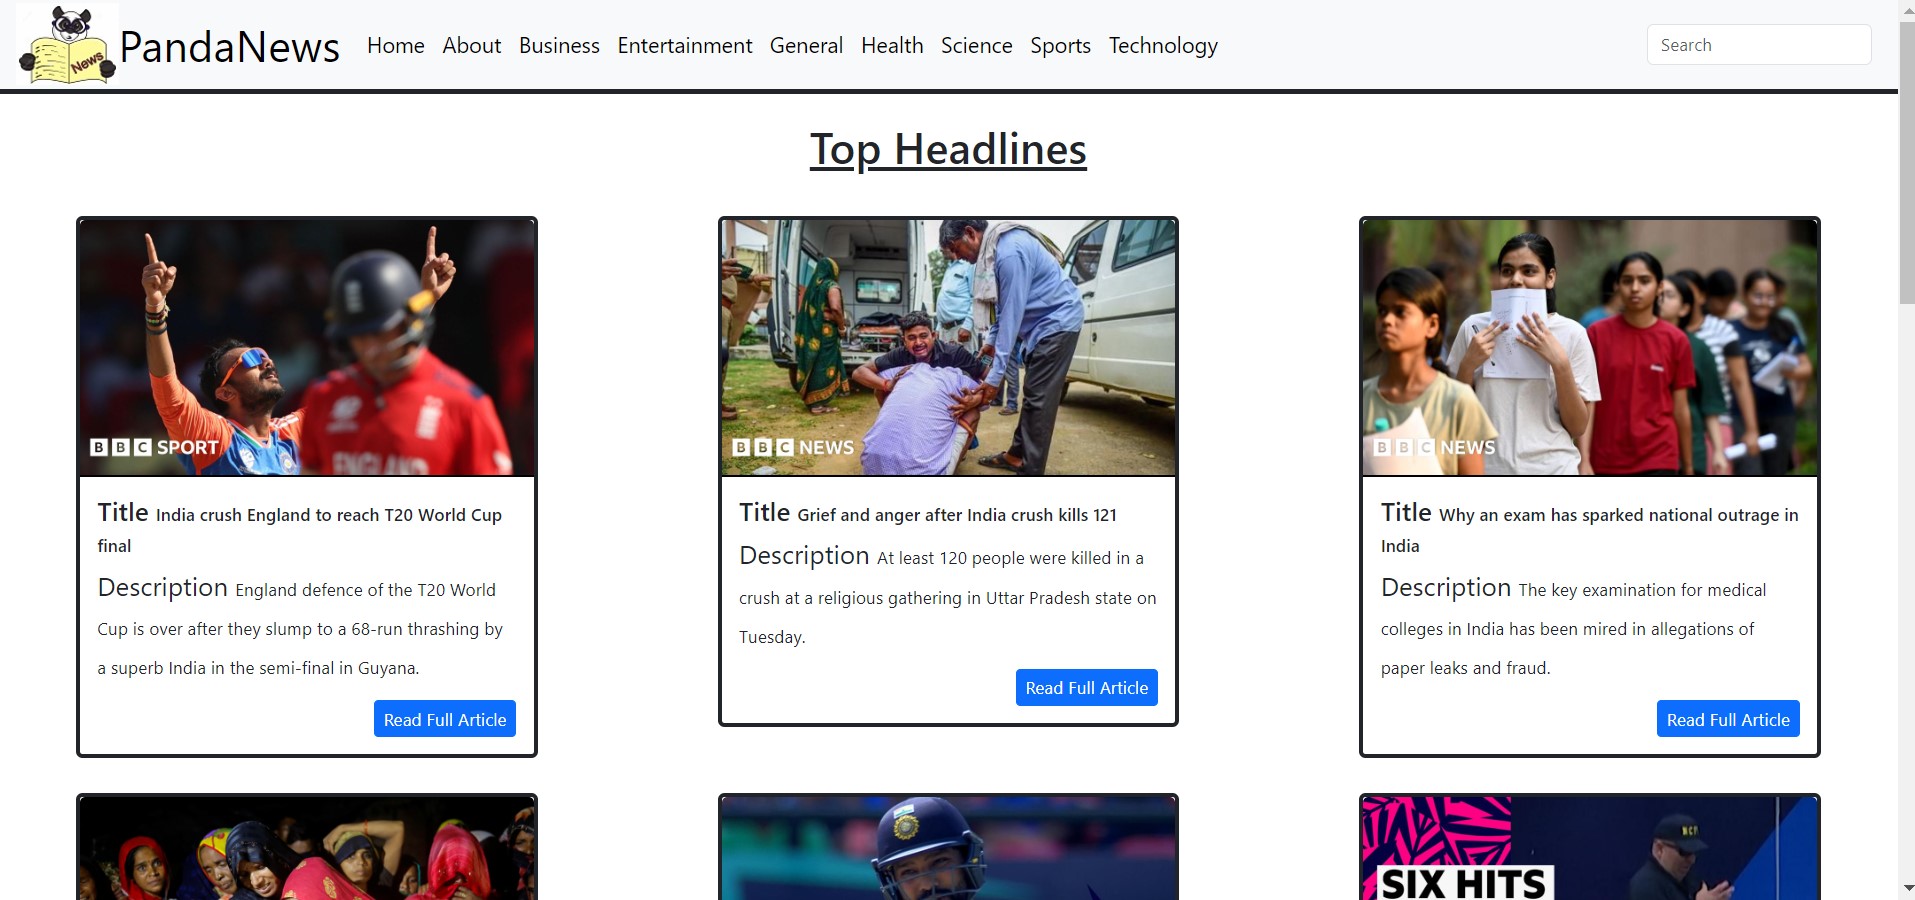 News
PandaNews
Home About Business Entertainment General Health Science Sports Technology
Search
Top Headlines
BBC SPORT
ENGLAND
Title India crush England to reach T20 World Cup
final
Description England defence of the T20 World
Cup is over after they slump to a 68-run thrashing by
a superb India in the semi-final in Guyana.
Read Full Article
BBC NEWS
Title Grief and anger after India crush kills 121
Description At least 120 people were killed in a
crush at a religious gathering in Uttar Pradesh state on
Tuesday.
Read Full Article
BBC NEWS
Title Why an exam has sparked national outrage in
India
Description The key examination for medical
colleges in India has been mired in allegations of
paper leaks and fraud.
Read Full Article
SIX HITS